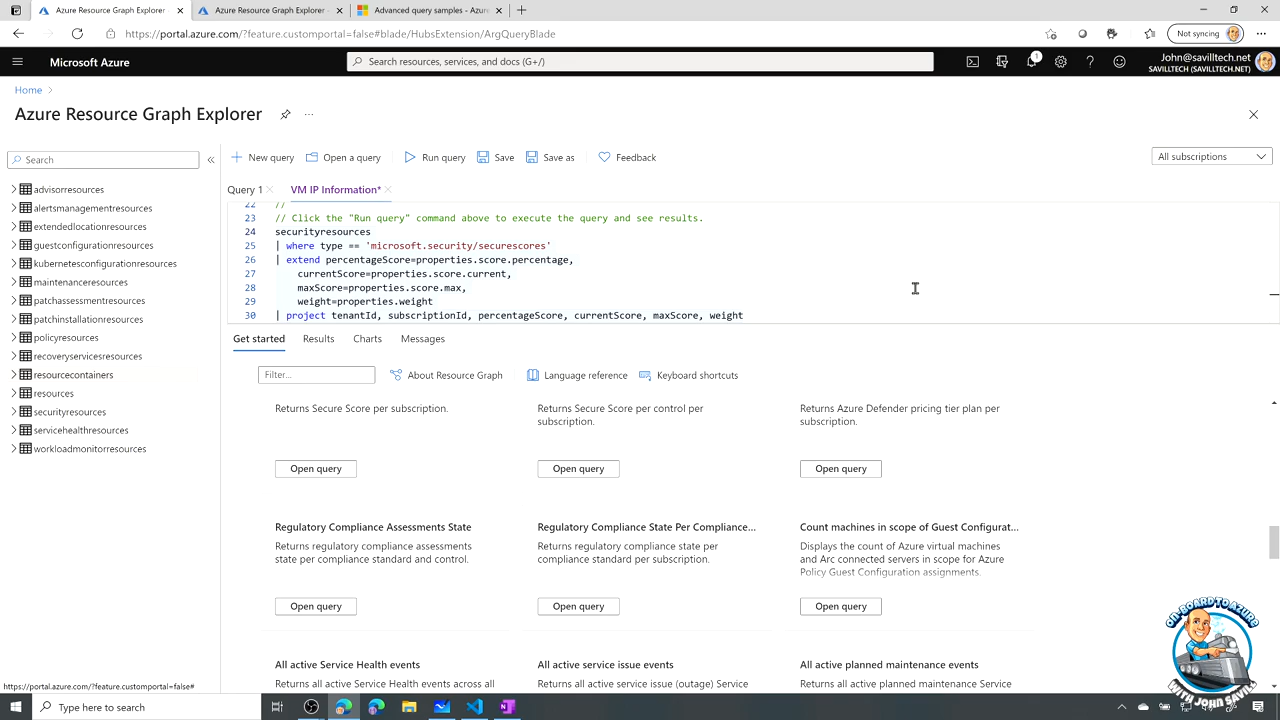 Azure Resource Graph Explorer
Azure Resource Graph Explorer -
Advanced query samples - Azu
https://portal.azure.com/?feature.customportal=false#blade/HubsExtension/ArgQueryBlade
Not syncing
Microsoft Azure
Search resources, services, and docs (G+/)
1
John@savilltech.net
SAVILLTECH (SAVILLTECH.NET)
Home
Azure Resource Graph Explorer
Search
New query
Open a query
Run query
Save
Save as
Feedback
All subscriptions
Query 1
VM IP Information*
advisorresources
alertsmanagementresources
extendedlocationresources
guestconfigurationresources
kubernetesconfigurationresources
maintenanceresources
patchassessmentresources
patchinstallationresources
policyresources
recoveryservicesresources
resourcecontainers
resources
securityresources
servicehealthresources
workloadmonitorresources
22 //
23 // Click the "Run query" command above to execute the query and see results.
24 securityresources
25 | where type == 'microsoft.security/securescores'
26 | extend percentageScore=properties.score.percentage,
27 currentScore=properties.score.current,
28 maxScore=properties.score.max,
29 weight=properties.weight
30 | project tenantId, subscriptionId, percentageScore, currentScore, maxScore, weight
Get started
Results
Charts
Messages
Filter...
About Resource Graph
Language reference
Keyboard shortcuts
Returns Secure Score per subscription.
Open query
Returns Secure Score per control per
subscription.
Open query
Returns Azure Defender pricing tier plan per
subscription.
Open query
Regulatory Compliance Assessments State
Returns regulatory compliance assessments
state per compliance standard and control.
Open query
Regulatory Compliance State Per Compliance...
Returns regulatory compliance state per
compliance standard per subscription.
Open query
Count machines in scope of Guest Configurat...
Displays the count of Azure virtual machines
and Arc connected servers in scope for Azure
Policy Guest Configuration assignments.
Open query
All active Service Health events
Returns all active Service Health events across all
All active service issue events
Returns all active service issue (outage) Service
All active planned maintenance events
Returns all active planned maintenance Service
https://portal.azure.com/?feature.customportal=false#
ON-BOARD TO AZURE
WITH JOHN SAVILL
Type here to search